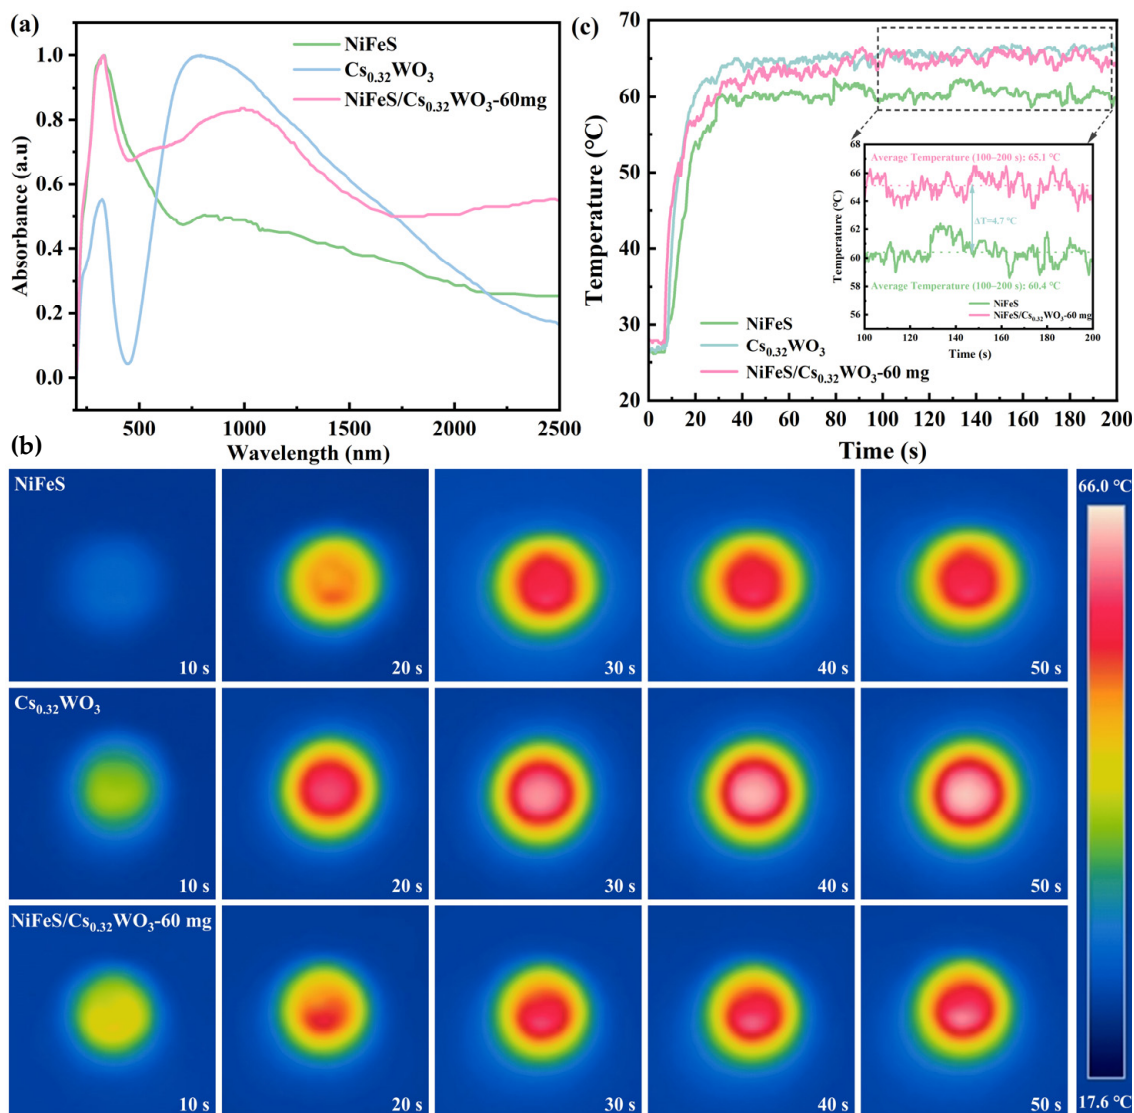 (a)
NiFeS
Cs0.32WO3
NiFeS/Cs0.32WO3-60mg
1.0
0.8
0.6
0.4
0.2
0.0
Absorbance (a.u)
500 1000 1500 2000 2500
Wavelength (nm)
(c)
70
60
50
40
30
20
Temperature (℃)
NiFeS
Cs0.32WO3
NiFeS/Cs0.32WO3-60 mg
0 20 40 60 80 100 120 140 160 180 200
Time (s)
68
66
64
62
60
58
56
Temperature (℃)
Average Temperature (100-200 s): 65.1 ℃
ΔT=4.7 ℃
Average Temperature (100-200 s): 60.4 ℃
NiFeS
NiFeS/Cs0.32WO3-60 mg
100 120 140 160 180 200
Time (s)
(b)
NiFeS
10 s 20 s 30 s 40 s 50 s
Cs0.32WO3
10 s 20 s 30 s 40 s 50 s
NiFeS/Cs0.32WO3-60 mg
10 s 20 s 30 s 40 s 50 s
66.0 ℃
17.6 ℃